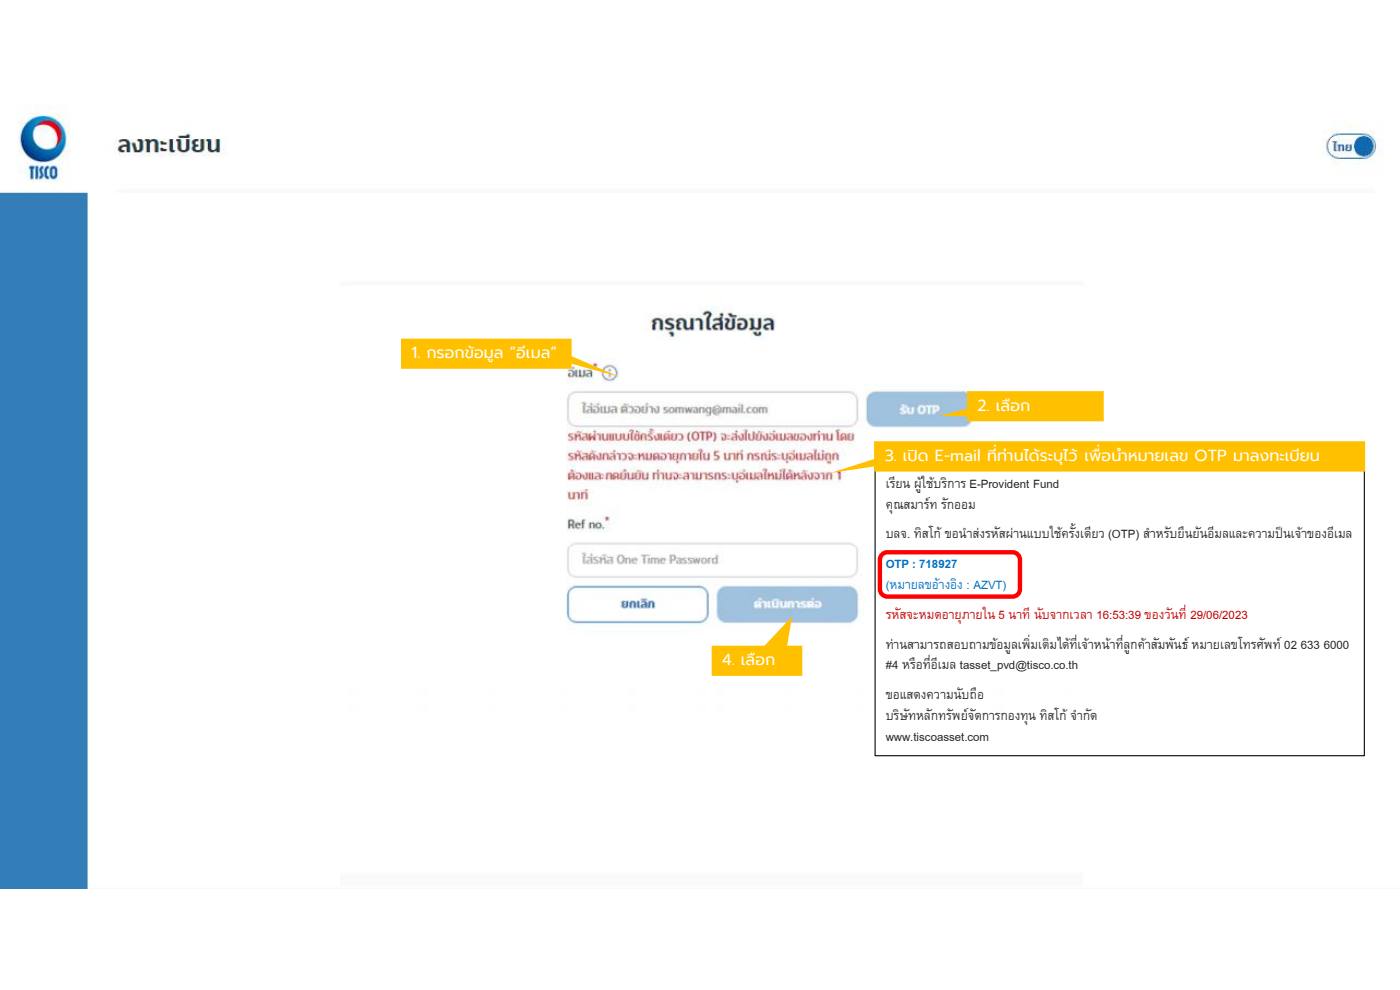 TISCO
ลงทะเบียน
ไทย
กรุณาใส่ข้อมูล
1. กรอกข้อมูล "อีเมล"
อีเมล*
ใส่อีเมล ตัวอย่าง somwang@mail.com
รับ OTP
2. เลือก
รหัสผ่านแบบใช้ครั้งเดียว (OTP) จะส่งไปยังอีเมลของท่าน โดย
รหัสดังกล่าวจะหมดอายุภายใน 5 นาที กรณีระบุอีเมลไม่ถูก
ต้องและกดยืนยัน ท่านจะสามารถระบุอีเมลใหม่ได้หลังจาก 1
นาที
3. เปิด E-mail ที่ท่านได้ระบุไว้ เพื่อนำหมายเลข OTP มาลงทะเบียน
Ref no.*
ใส่รหัส One Time Password
ยกเลิก
ดำเนินการต่อ
4. เลือก
เรียน ผู้ใช้บริการ E-Provident Fund
คุณสมาร์ท รักออม
บลจ. ทิสโก้ ขอนำส่งรหัสผ่านแบบใช้ครั้งเดียว (OTP) สำหรับยืนยันอีมลและความป็นเจ้าของอีเมล
OTP : 718927
(หมายลขอ้างอิง : AZVT)
รหัสจะหมดอายุภายใน 5 นาที นับจากเวลา 16:53:39 ของวันที่ 29/06/2023
ท่านสามารถสอบถามข้อมูลเพิ่มเติมได้ที่เจ้าหน้าที่ลูกค้าสัมพันธ์ หมายเลขโทรศัพท์ 02 633 6000
#4 หรือที่อีเมล tasset_pvd@tisco.co.th
ขอแสดงความนับถือ
บริษัทหลักทรัพย์จัดการกองทุน ทิสโก้ จำกัด
www.tiscoasset.com